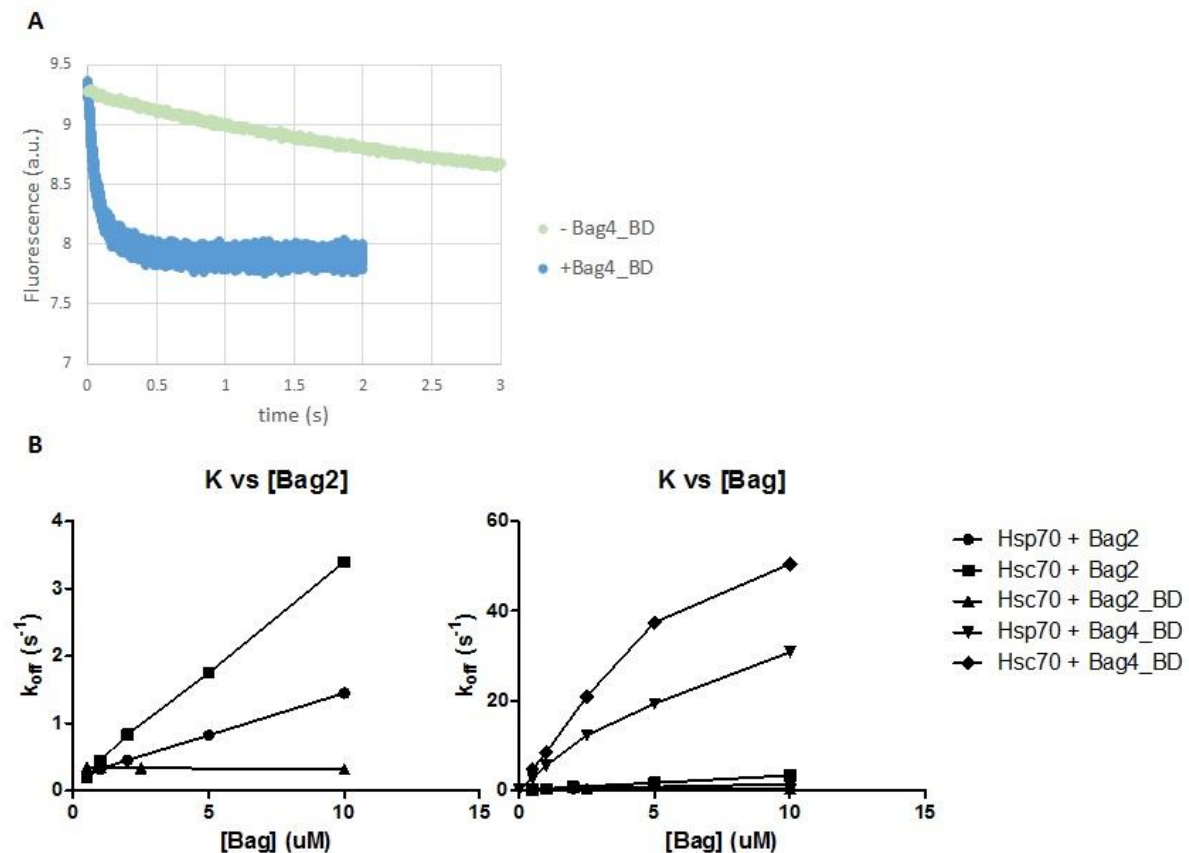 A
9.5
9
8.5
8
7.5
7
Fluorescence (a.u.)
0
0.5
1
1.5
2
2.5
3
time (s)
- Bag4_BD
+Bag4_BD
B
K vs [Bag2]
4
3
2
1
0
koff (s-1)
0
5
10
15
[Bag] (uM)
K vs [Bag]
60
40
20
0
koff (s-1)
0
5
10
15
[Bag] (uM)
Hsp70 + Bag2
Hsc70 + Bag2
Hsc70 + Bag2_BD
Hsp70 + Bag4_BD
Hsc70 + Bag4_BD